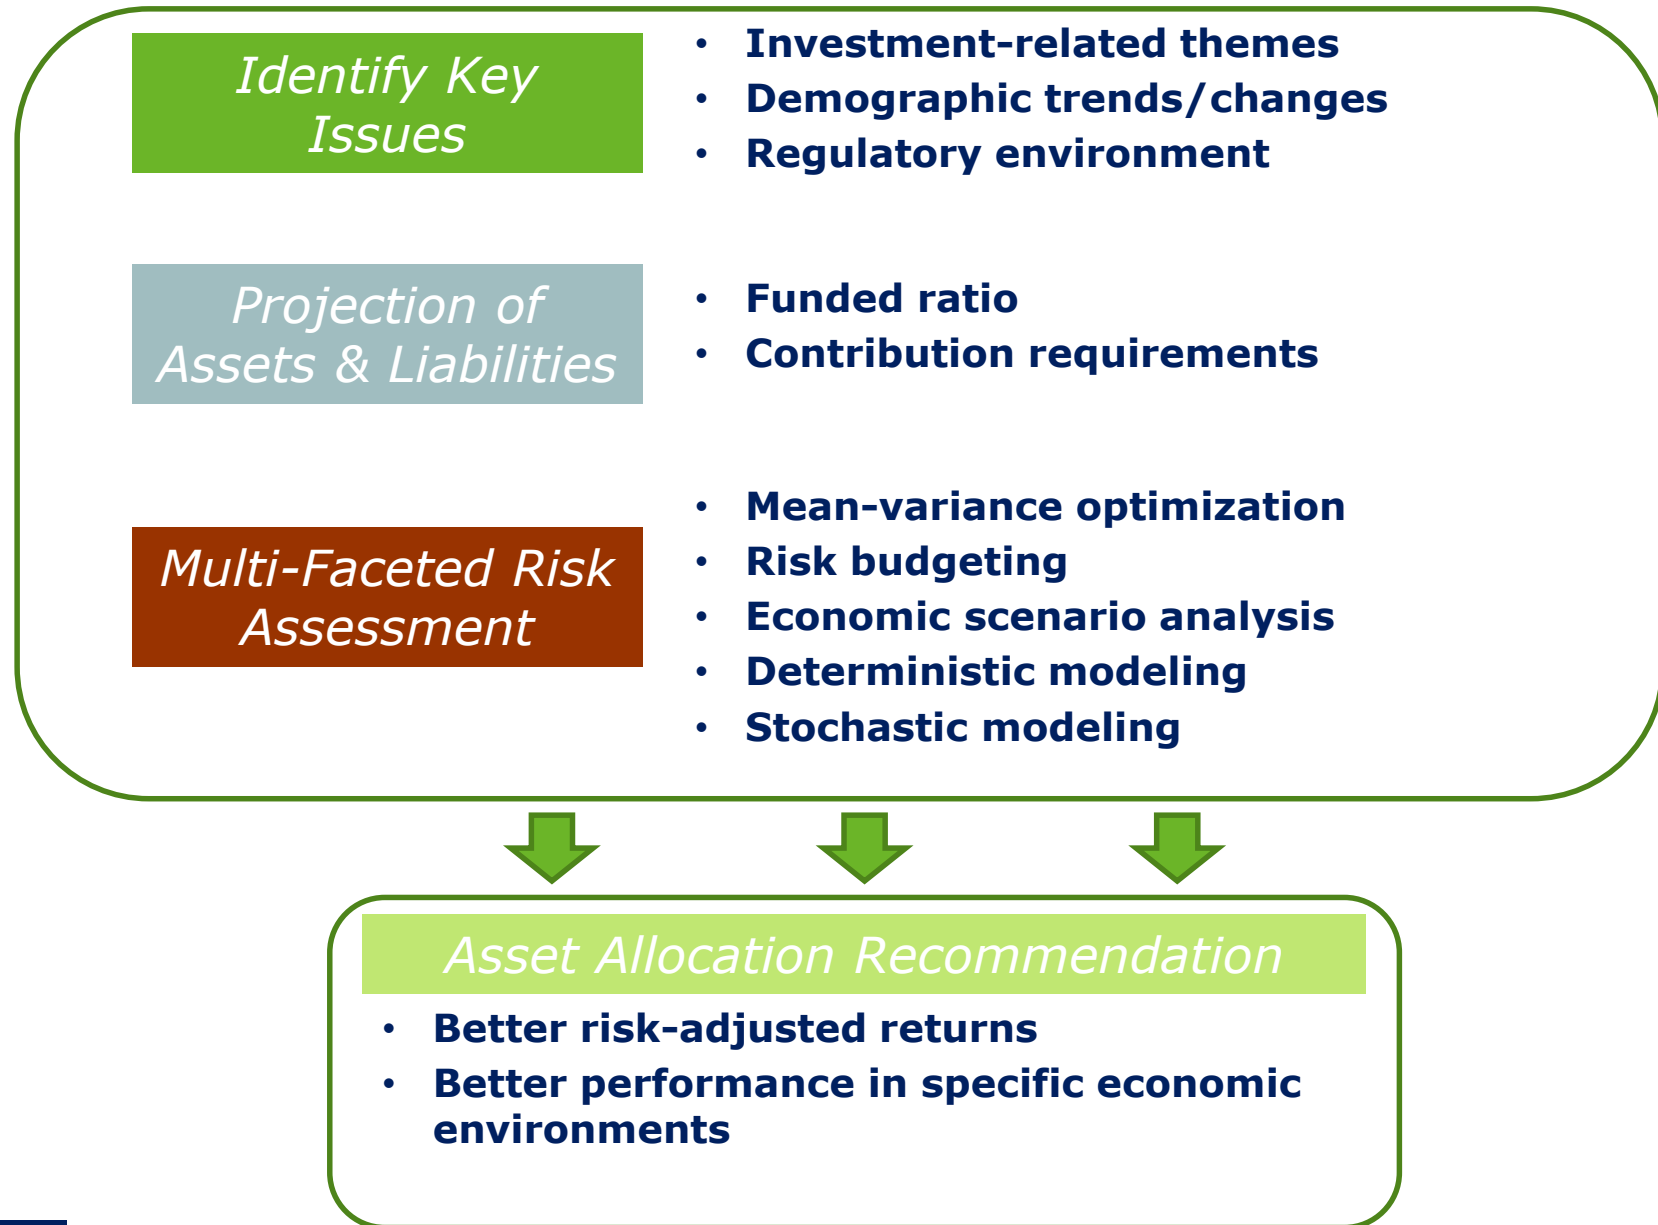 Identify Key
Issues
• Investment-related themes
• Demographic trends/changes
• Regulatory environment
Projection of
Assets & Liabilities
• Funded ratio
• Contribution requirements
Multi-Faceted Risk
Assessment
• Mean-variance optimization
• Risk budgeting
• Economic scenario analysis
• Deterministic modeling
• Stochastic modeling
Asset Allocation Recommendation
• Better risk-adjusted returns
• Better performance in specific economic
environments